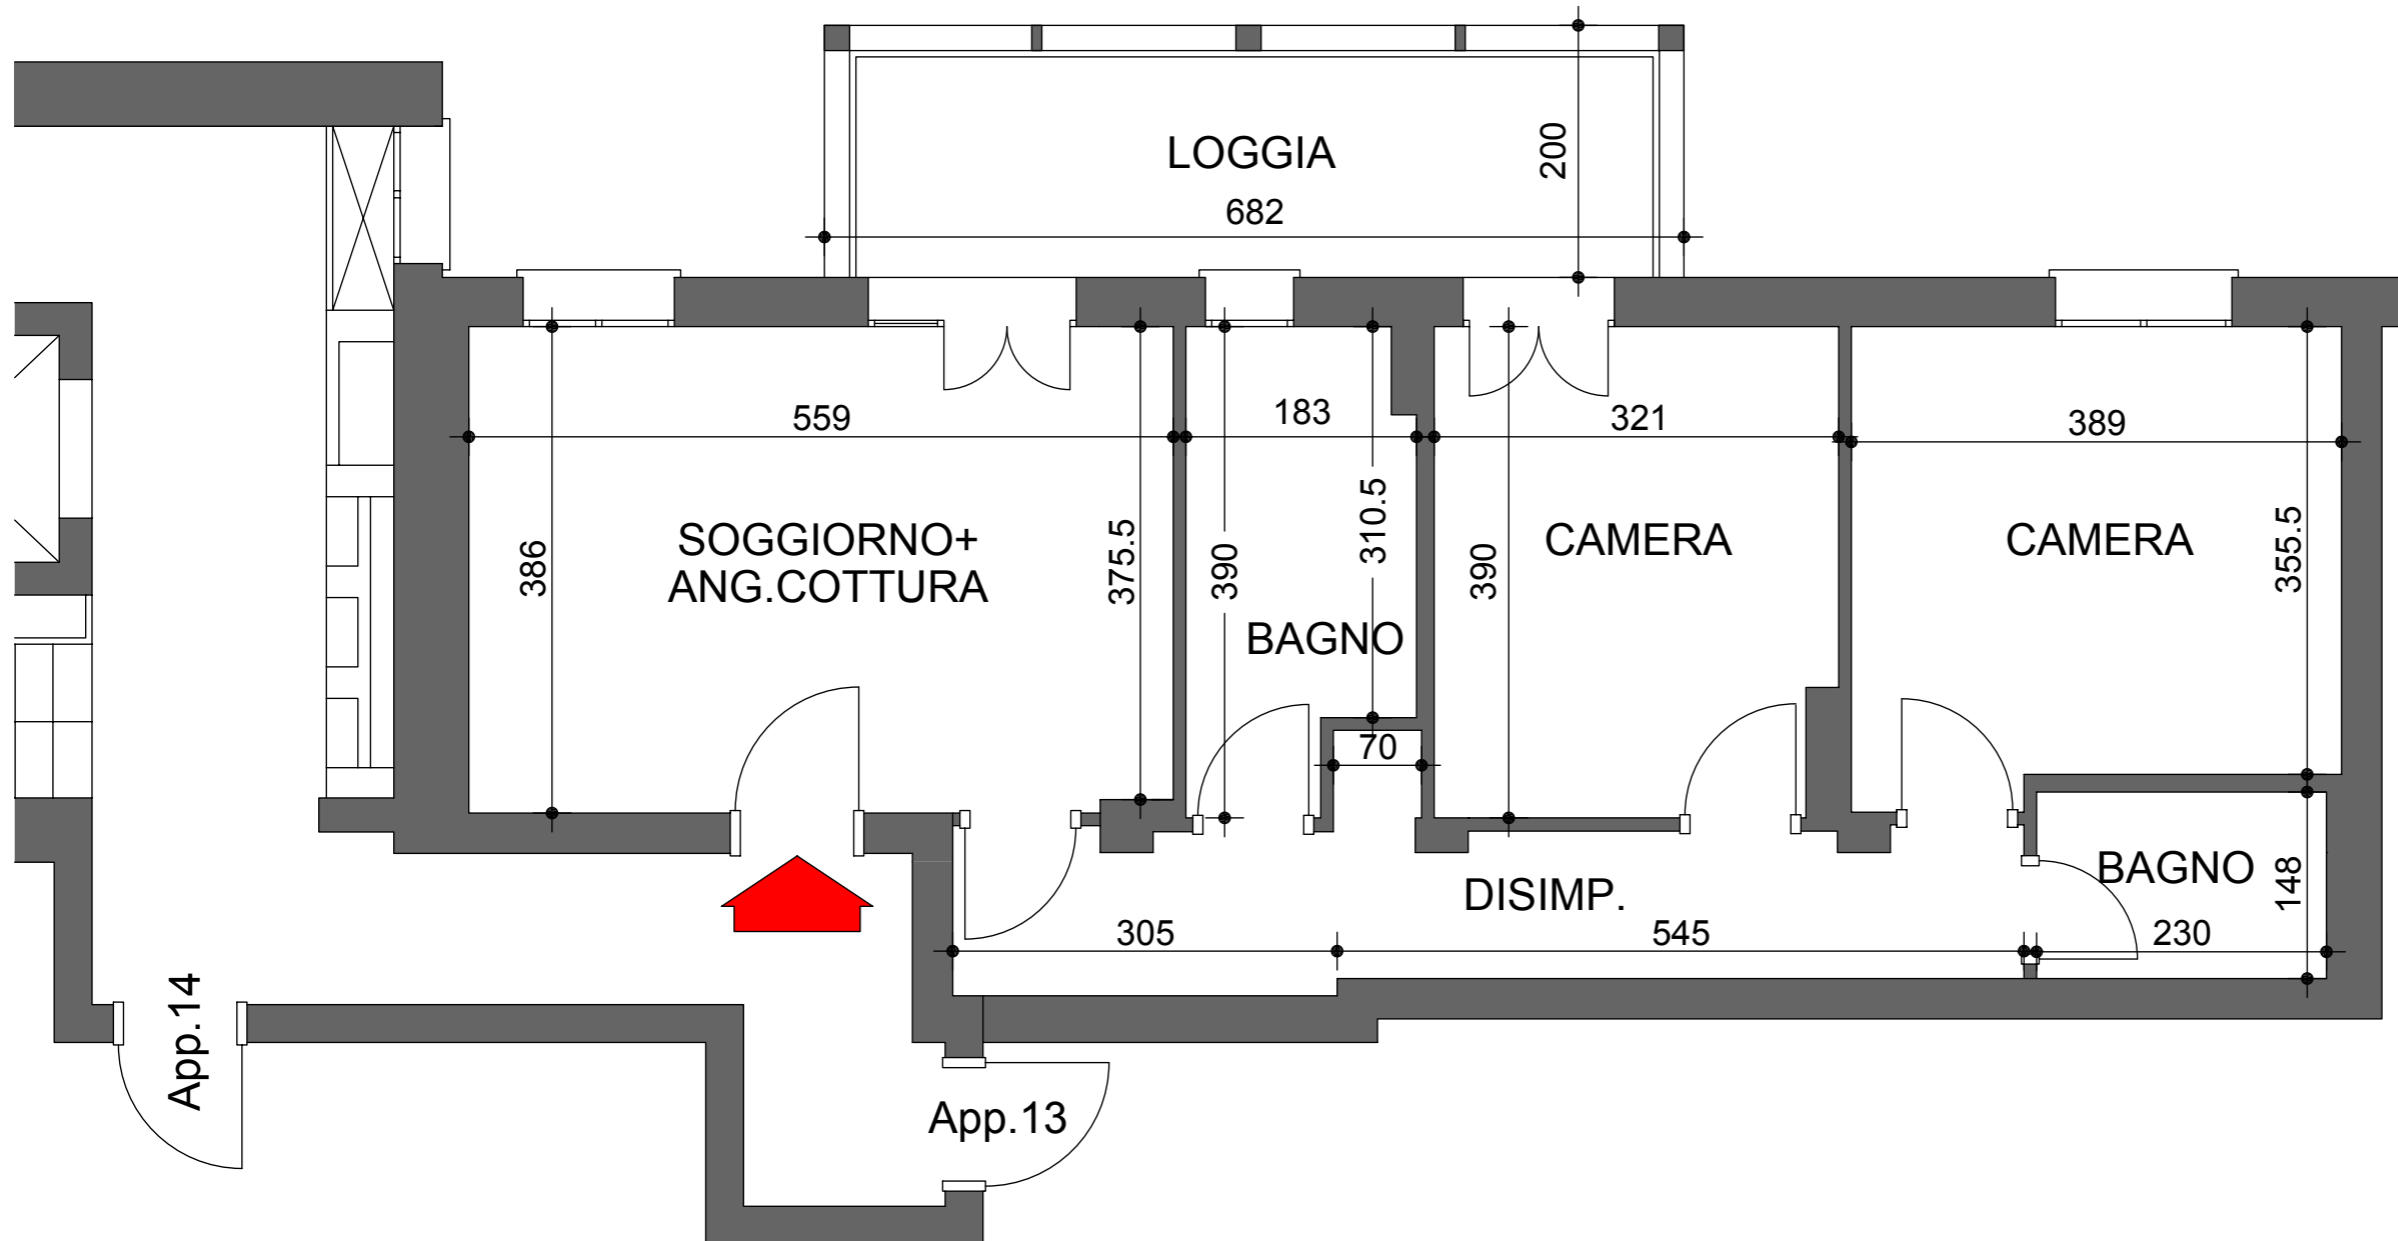 LOGGIA
200
682
559
183
321
389
386
SOGGIORNO+
ANG.COTTURA
375.5
390
310.5
BAGNO
390
CAMERA
CAMERA
355.5
70
DISIMP.
BAGNO
148
305
545
230
App.14
App.13